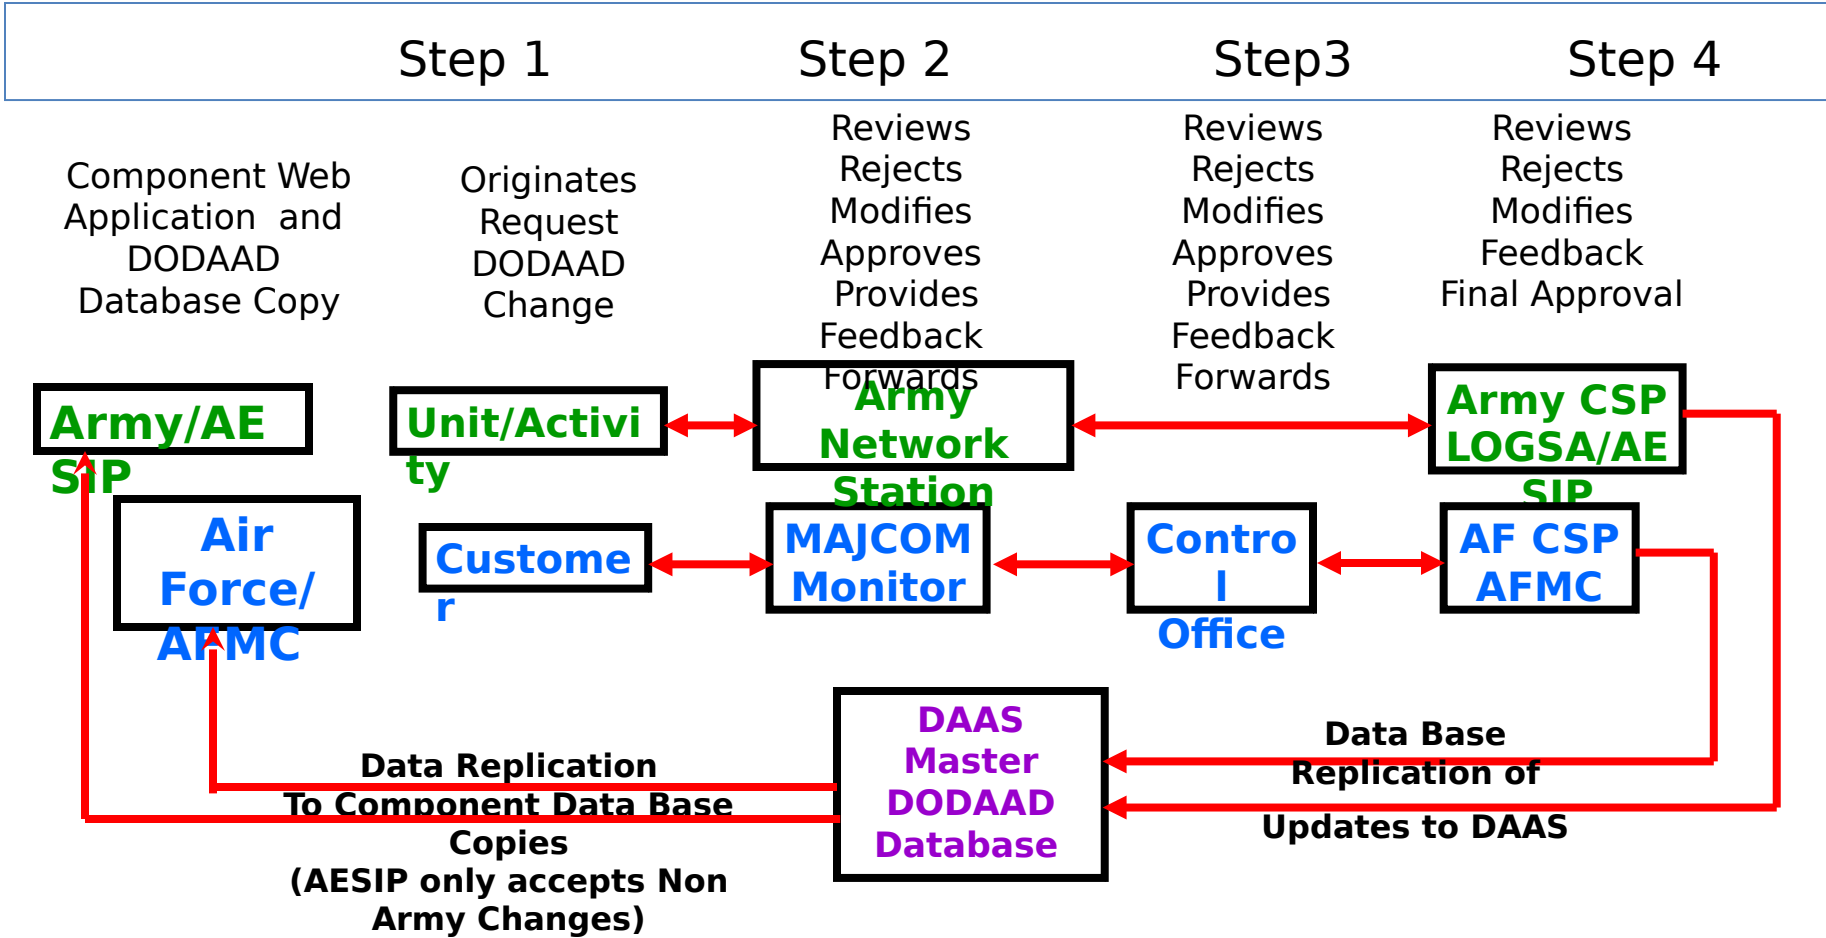 Step 1 Step 2 Step3 Step 4
Component Web
Application and
DODAAD
Database Copy
Originates
Request
DODAAD
Change
Reviews
Rejects
Modifies
Approves
Provides
Feedback
Forwards
Reviews
Rejects
Modifies
Approves
Provides
Feedback
Forwards
Reviews
Rejects
Modifies
Feedback
Final Approval
Army/AE
SIP
Unit/Activi
ty
Army
Network
Station
Army CSP
LOGSA/AE
SIP
Air
Force/
AFMC
Custome
r
MAJCOM
Monitor
Contro
l
Office
AF CSP
AFMC
DAAS
Master
DODAAD
Database
Data Base
Replication of
Updates to DAAS
Data Replication
To Component Data Base
Copies
(AESIP only accepts Non
Army Changes)